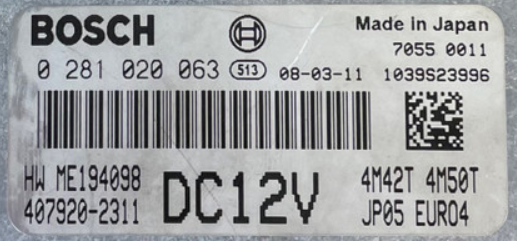 BOSCH
Made in Japan
7055 0011
0 281 020 063 513 08-03-11 1039S23996
HW ME194098
407920-2311
DC12V
4M42T 4M50T
JP05 EURO4